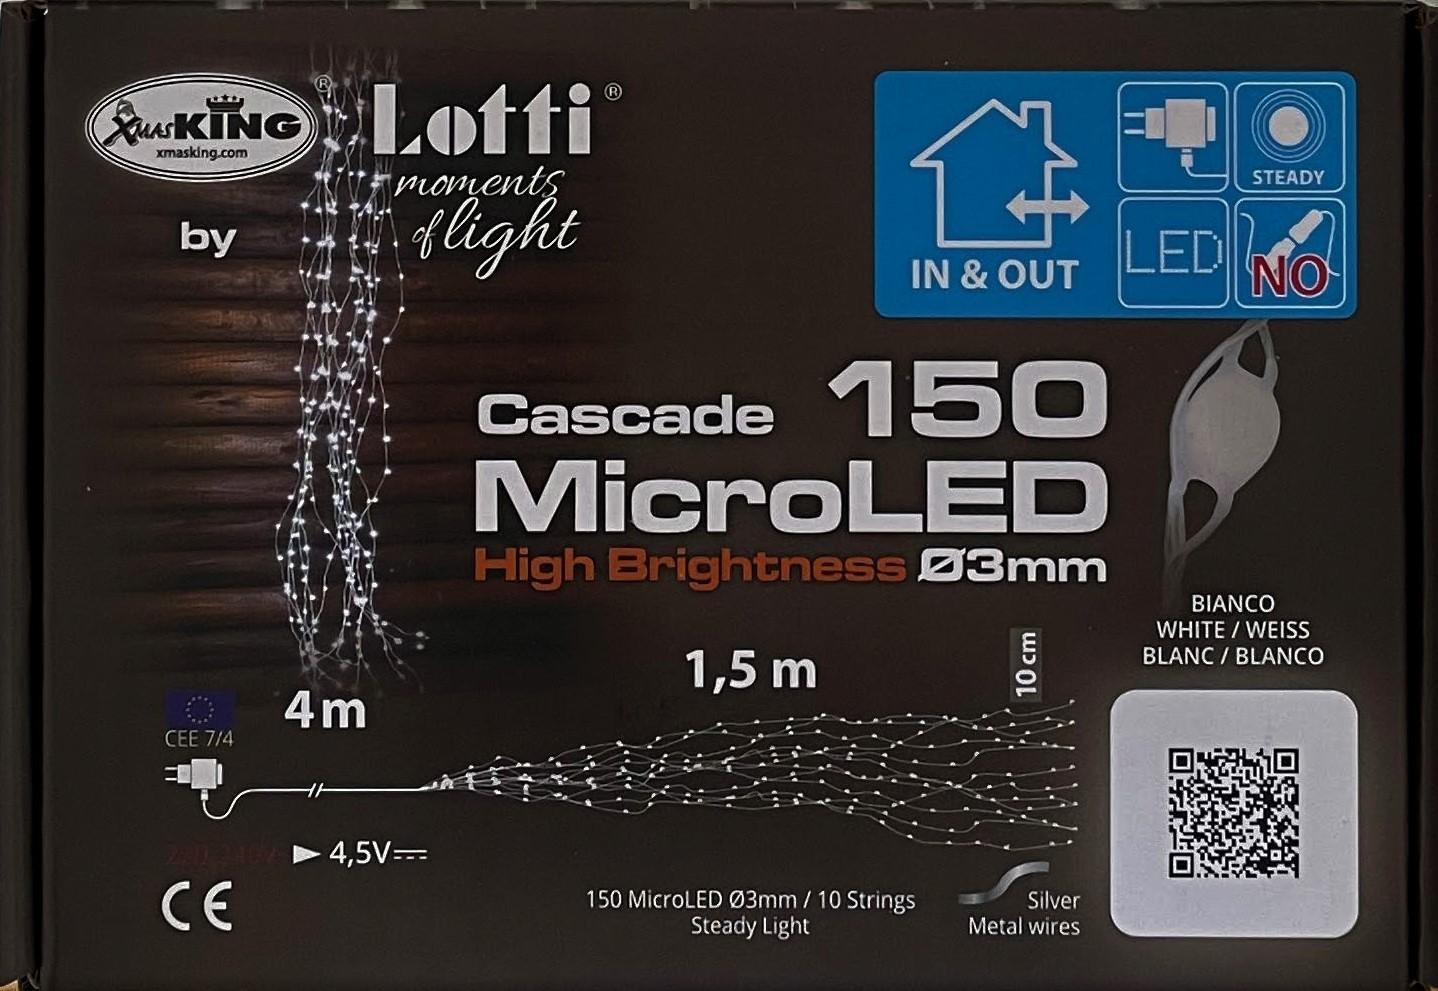 XMASKING ®
xmasking.com
by
Lotti ®
moments
of light
IN & OUT
STEADY
LED
NO
Cascade 150
MicroLED
High Brightness Ø3mm
BIANCO
WHITE / WEISS
BLANC / BLANCO
1,5 m
10 cm
4m
CEE 7/4
4,5V
CE
150 MicroLED Ø3mm / 10 Strings
Steady Light
Silver
Metal wires